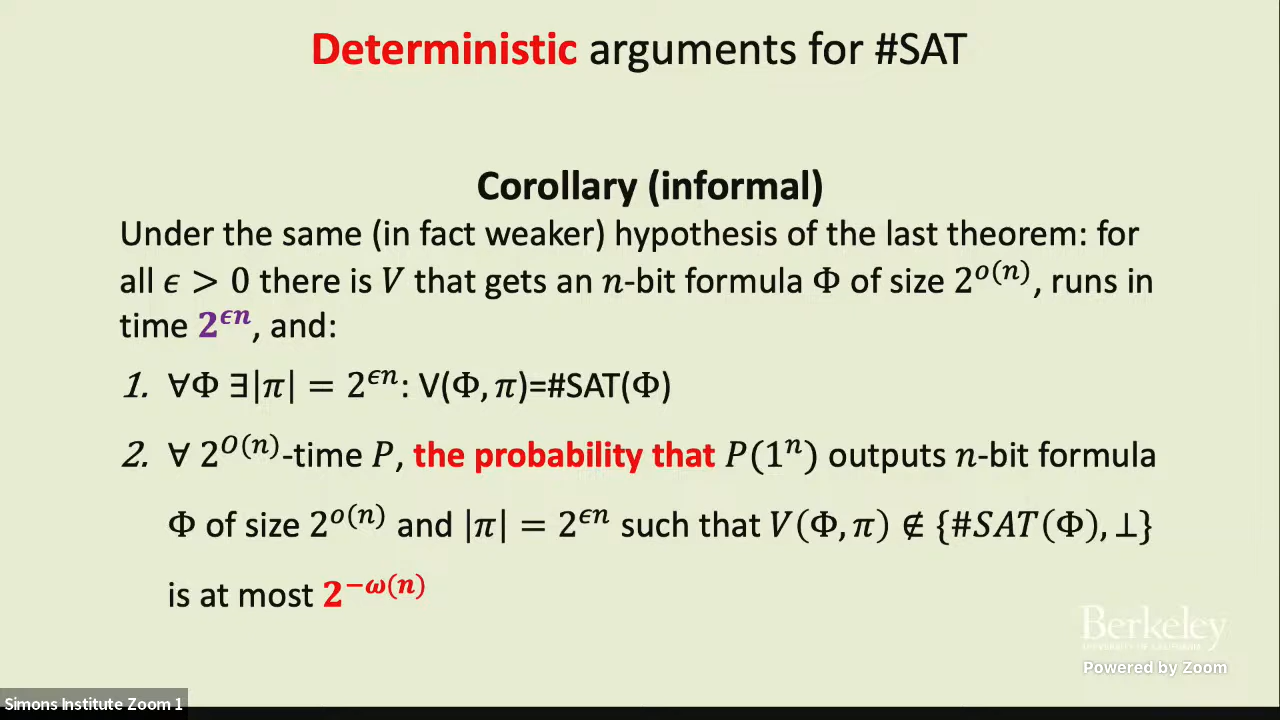 Deterministic arguments for #SAT
Corollary (informal)
Under the same (in fact weaker) hypothesis of the last theorem: for
all ϵ > 0 there is V that gets an n-bit formula Φ of size 2^{o(n)}, runs in
time 2^{ϵn}, and:
1. ∀Φ ∃|π| = 2^{ϵn}: V(Φ, π)=#SAT(Φ)
2. ∀ 2^{O(n)}-time P, the probability that P(1^n) outputs n-bit formula
Φ of size 2^{o(n)} and |π| = 2^{ϵn} such that V(Φ, π) ∉ {#SAT(Φ), ⊥}
is at most 2^{−ω(n)}
Berkeley
UNIVERSITY OF CALIFORNIA
Powered by Zoom
Simons Institute Zoom 1